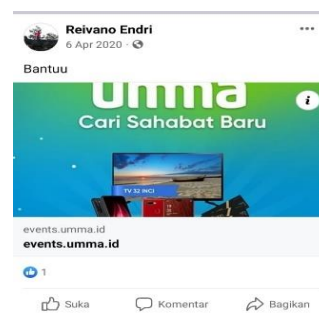 Reivano Endri
6 Apr 2020 ·
Bantuu
Umma
Cari Sahabat Baru
TV 32 INCI
events.umma.id
events.umma.id
1
Suka
Komentar
Bagikan